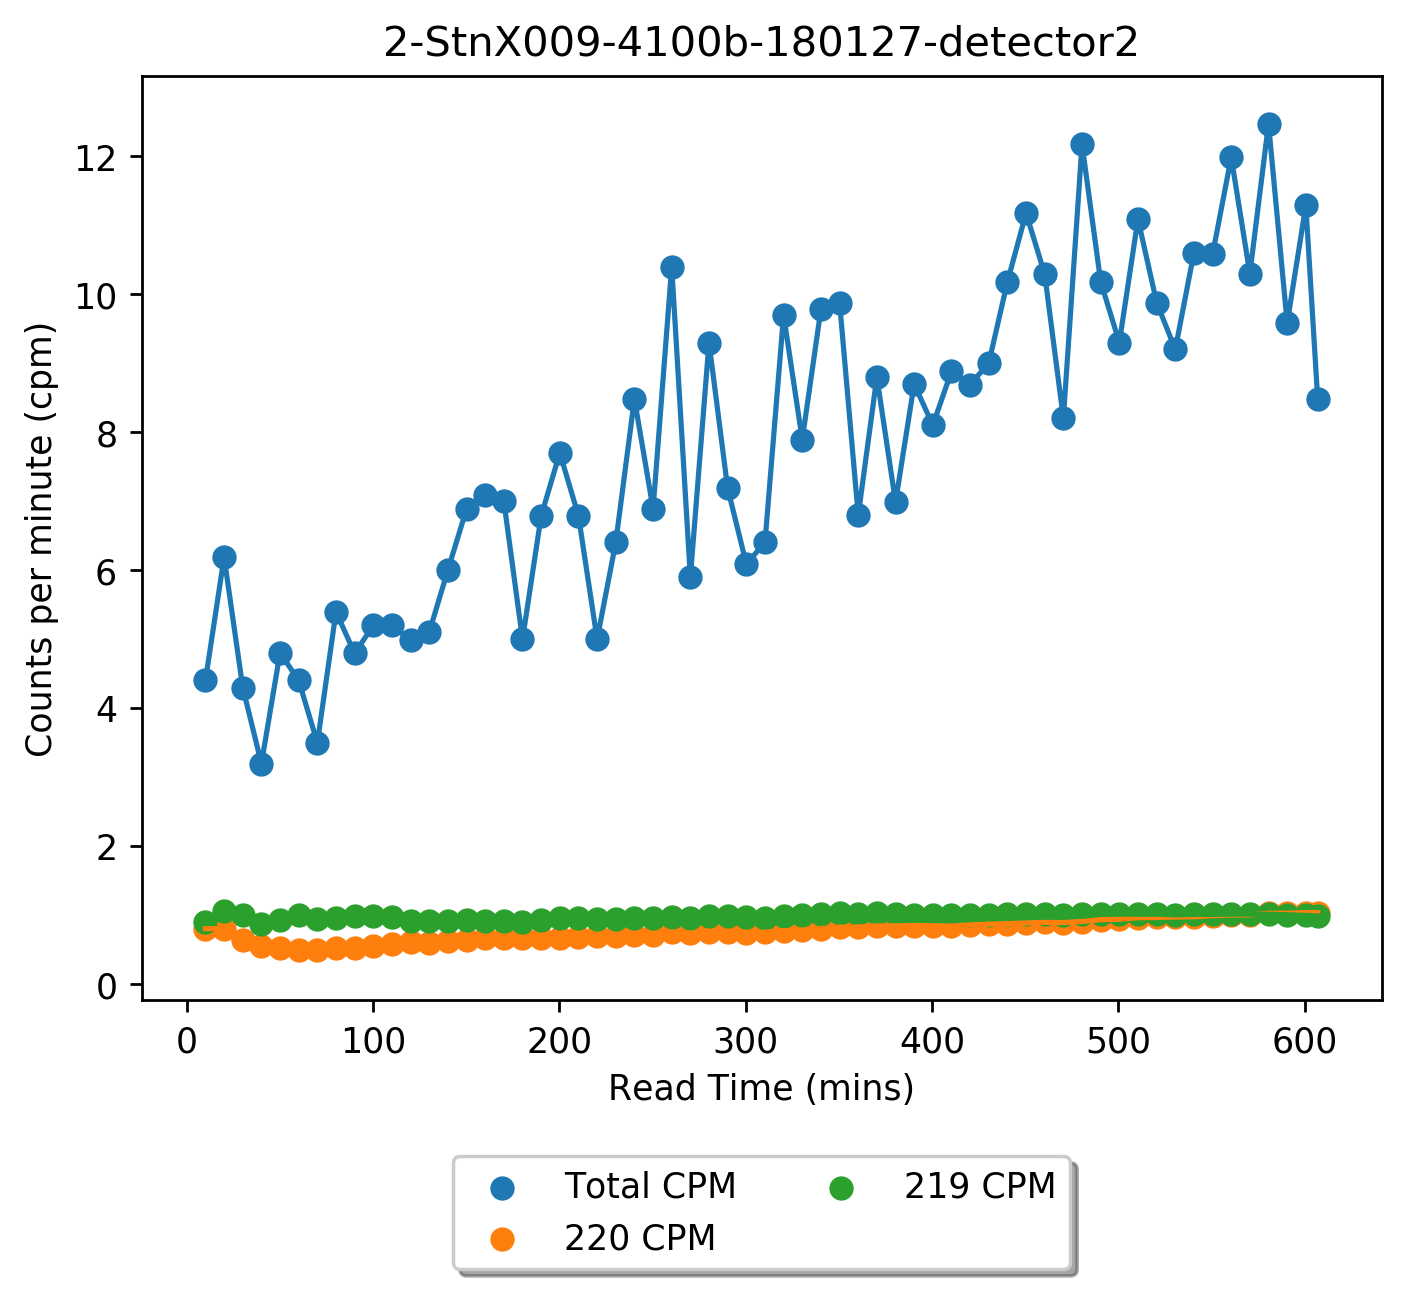 2-StnX009-4100b-180127-detector2
12
10
8
6
4
2
0
Counts per minute (cpm)
0 100 200 300 400 500 600
Read Time (mins)
Total CPM 219 CPM
220 CPM